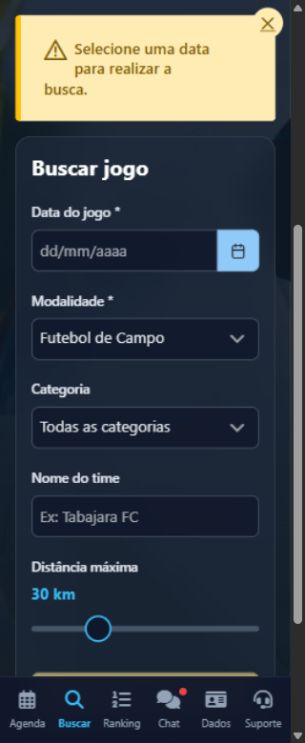 Selecione uma data
para realizar a
busca.
Buscar jogo
Data do jogo *
dd/mm/aaaa
Modalidade *
Futebol de Campo
Categoria
Todas as categorias
Nome do time
Ex: Tabajara FC
Distância máxima
30 km
Agenda Buscar Ranking Chat Dados Suporte